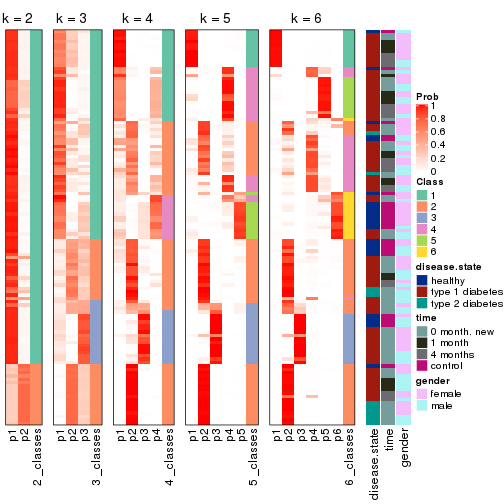 k = 2 k = 3 k = 4 k = 5 k = 6
Prob
1
0.8
0.6
0.4
0.2
0
Class
1
2
3
4
5
6
disease.state
healthy
type 1 diabetes
type 2 diabetes
time
0 month, new
1 month
4 months
control
gender
female
male
p1 p2 2_classes p1 p2 p3 3_classes p1 p2 p3 p4 4_classes p1 p2 p3 p4 p5 5_classes p1 p2 p3 p4 p5 p6 6_classes disease.state time gender